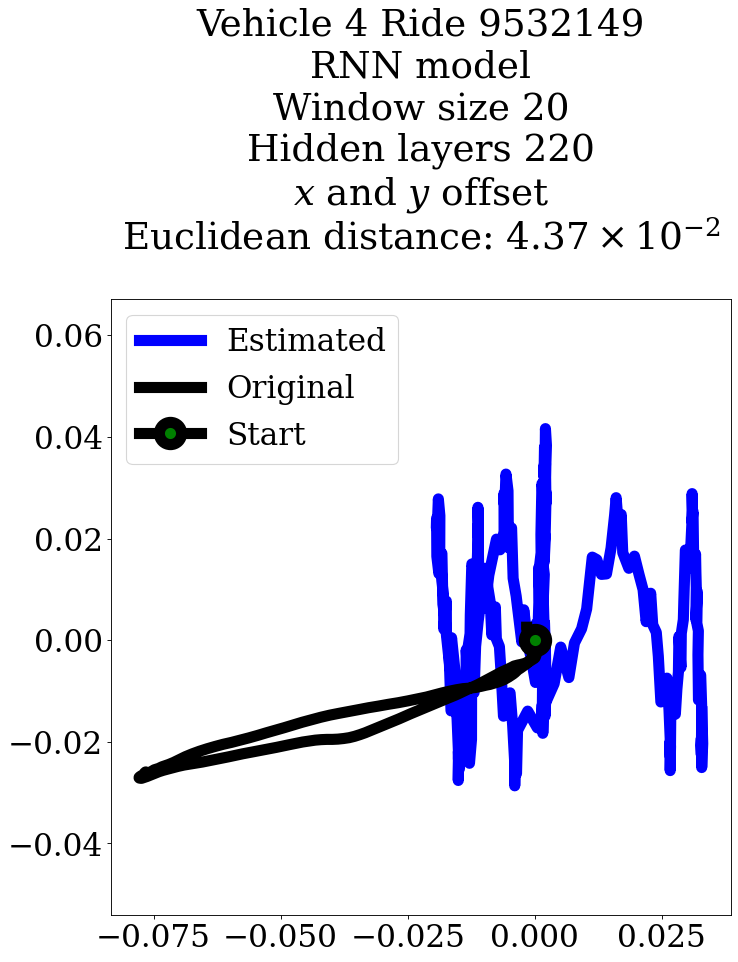 Vehicle 4 Ride 9532149
RNN model
Window size 20
Hidden layers 220
x and y offset
Euclidean distance: 4.37 × 10⁻²
Estimated
Original
Start
0.06
0.04
0.02
0.00
−0.02
−0.04
−0.075 −0.050 −0.025 0.000 0.025